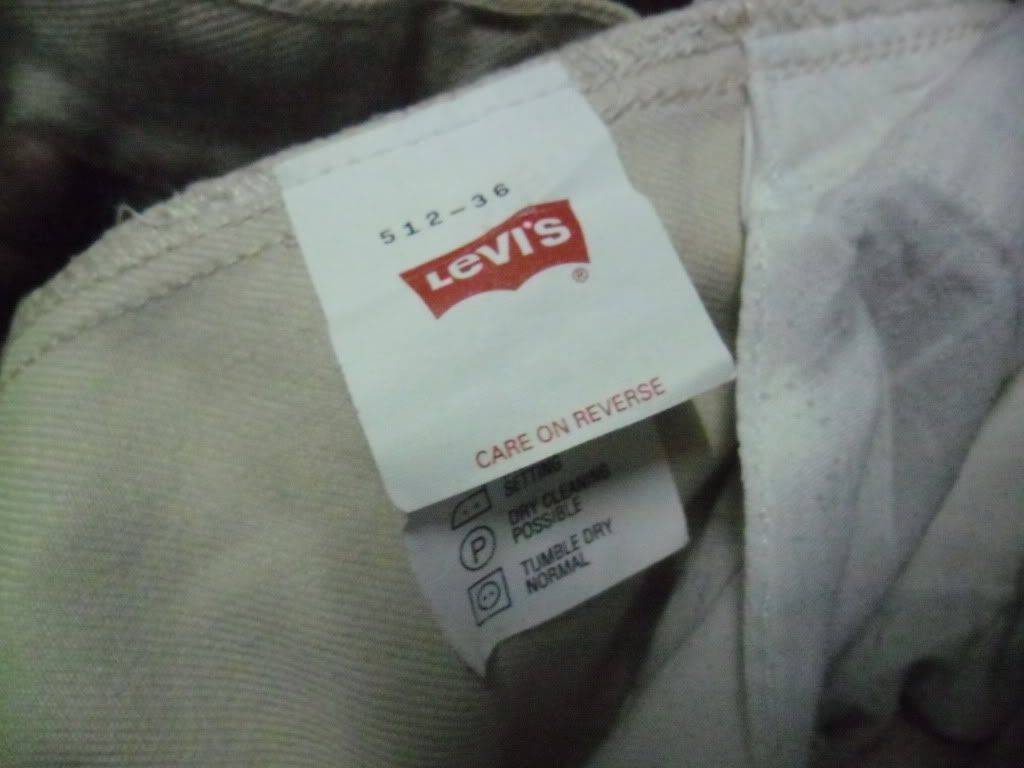 512-36
LEVI'S
®
CARE ON REVERSE
SETTING
DRY CLEANING
POSSIBLE
P
TUMBLE DRY
NORMAL